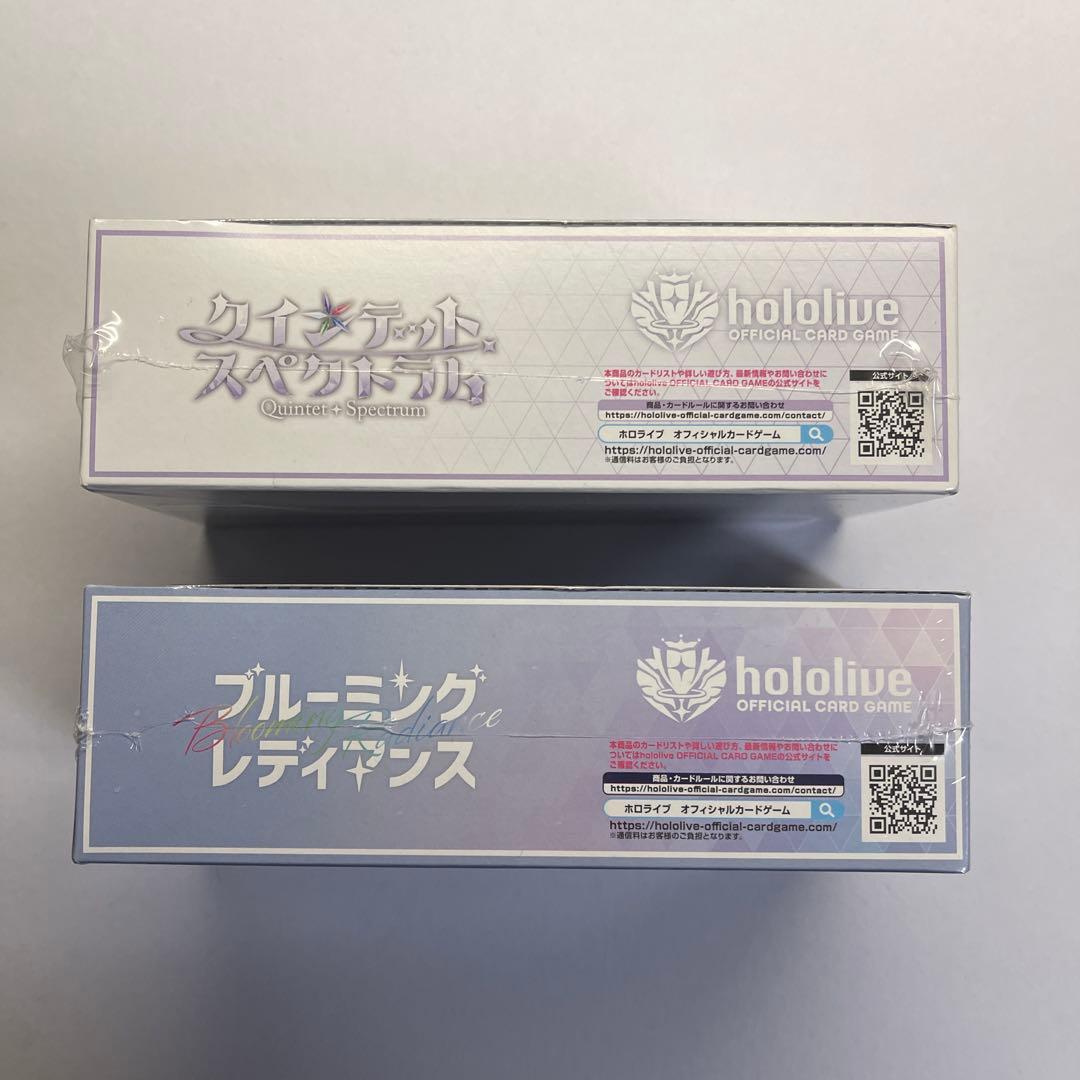 クインテット
スペクトラム
Quintet Spectrum
hololive
OFFICIAL CARD GAME
本商品のカードリストや詳しい遊び方、最新情報やお問い合わせに
ついてはhololive OFFICIAL CARD GAMEの公式サイトを
ご確認ください。
商品・カードルールに関するお問い合わせ
https://hololive-official-cardgame.com/contact/
ホロライブ オフィシャルカードゲーム
https://hololive-official-cardgame.com/
※通信料はお客様のご負担となります。
公式サイト
ブルーミング
Blooming Radiance
レディアンス
hololive
OFFICIAL CARD GAME
本商品のカードリストや詳しい遊び方、最新情報やお問い合わせに
ついてはhololive OFFICIAL CARD GAMEの公式サイトを
ご確認ください。
商品・カードルールに関するお問い合わせ
https://hololive-official-cardgame.com/contact/
ホロライブ オフィシャルカードゲーム
https://hololive-official-cardgame.com/
※通信料はお客様のご負担となります。
公式サイト